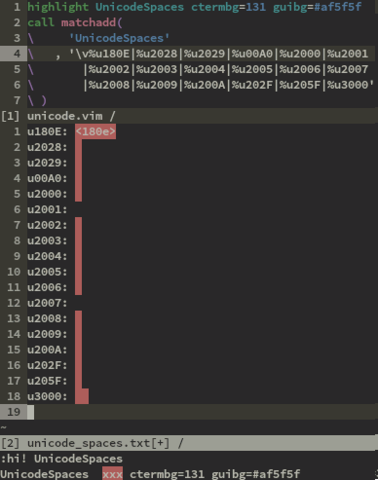 1 highlight UnicodeSpaces ctermbg=131 guibg=#af5f5f
2 call matchadd(
3 \     'UnicodeSpaces'
4 \   , '\v%u180E|%u2028|%u2029|%u00A0|%u2000|%u2001
5 \       |%u2002|%u2003|%u2004|%u2005|%u2006|%u2007
6 \       |%u2008|%u2009|%u200A|%u202F|%u205F|%u3000'
7 \ )
[1] unicode.vim /
1 u180E: <180e>
2 u2028:
3 u2029:
4 u00A0:
5 u2000:
6 u2001:
7 u2002:
8 u2003:
9 u2004:
10 u2005:
11 u2006:
12 u2007:
13 u2008:
14 u2009:
15 u200A:
16 u202F:
17 u205F:
18 u3000:
19
~
[2] unicode_spaces.txt[+] /
:hi! UnicodeSpaces
UnicodeSpaces  xxx ctermbg=131 guibg=#af5f5f